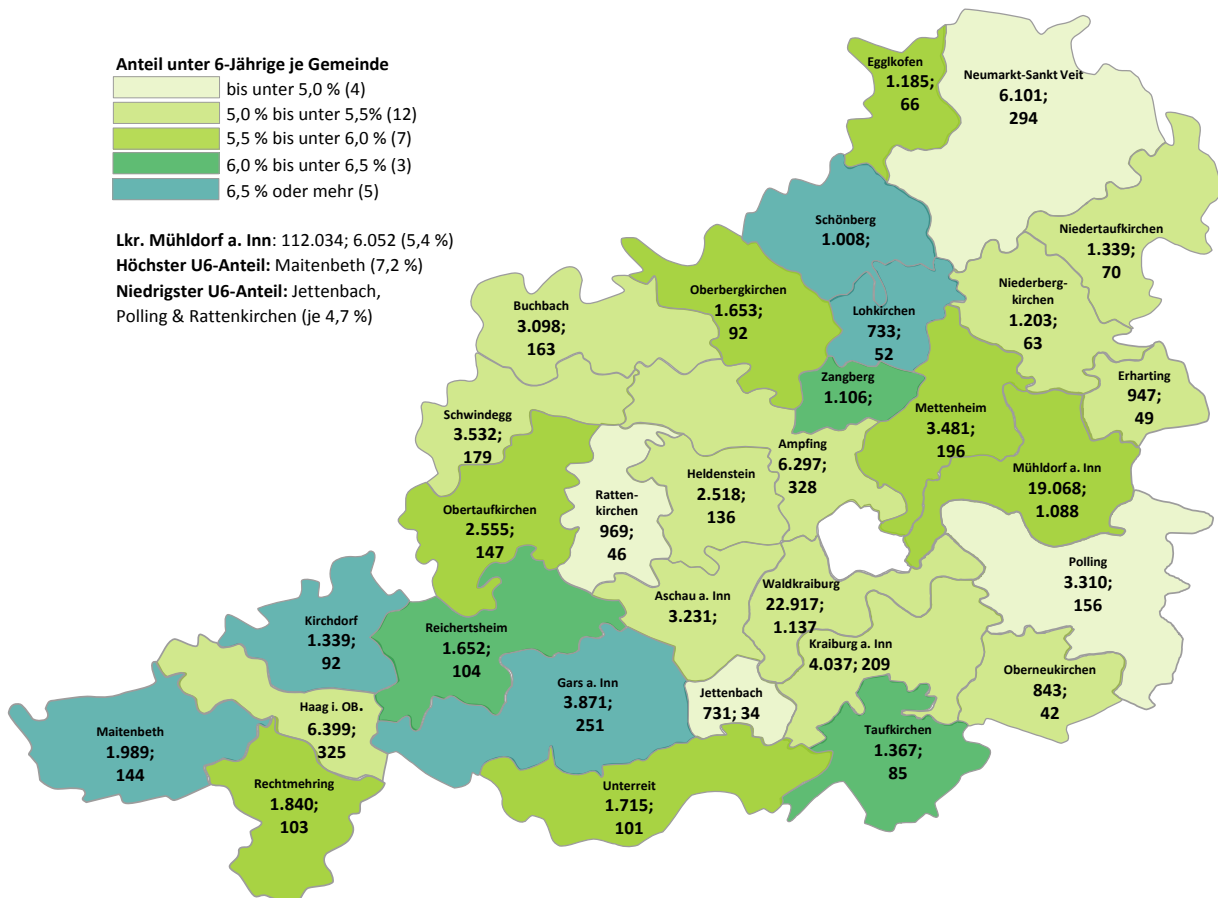 Anteil unter 6-Jährige je Gemeinde
bis unter 5,0 % (4)
5,0 % bis unter 5,5% (12)
5,5 % bis unter 6,0 % (7)
6,0 % bis unter 6,5 % (3)
6,5 % oder mehr (5)
Lkr. Mühldorf a. Inn: 112.034; 6.052 (5,4 %)
Höchster U6-Anteil: Maitenbeth (7,2 %)
Niedrigster U6-Anteil: Jettenbach,
Polling & Rattenkirchen (je 4,7 %)
Egglkofen
1.185;
66
Neumarkt-Sankt Veit
6.101;
294
Schönberg
1.008;
Niedertaufkirchen
1.339;
70
Oberbergkirchen
1.653;
92
Niederberg-
kirchen
1.203;
63
Buchbach
3.098;
163
Lohkirchen
733;
52
Zangberg
1.106;
Erharting
947;
49
Schwindegg
3.532;
179
Mettenheim
3.481;
196
Ampfing
6.297;
328
Mühldorf a. Inn
19.068;
1.088
Heldenstein
2.518;
136
Ratten-
kirchen
969;
46
Obertaufkirchen
2.555;
147
Polling
3.310;
156
Waldkraiburg
22.917;
1.137
Aschau a. Inn
3.231;
Kirchdorf
1.339;
92
Reichertsheim
1.652;
104
Kraiburg a. Inn
4.037; 209
Oberneukirchen
843;
42
Gars a. Inn
3.871;
251
Jettenbach
731; 34
Haag i. OB.
6.399;
325
Maitenbeth
1.989;
144
Taufkirchen
1.367;
85
Rechtmehring
1.840;
103
Unterreit
1.715;
101